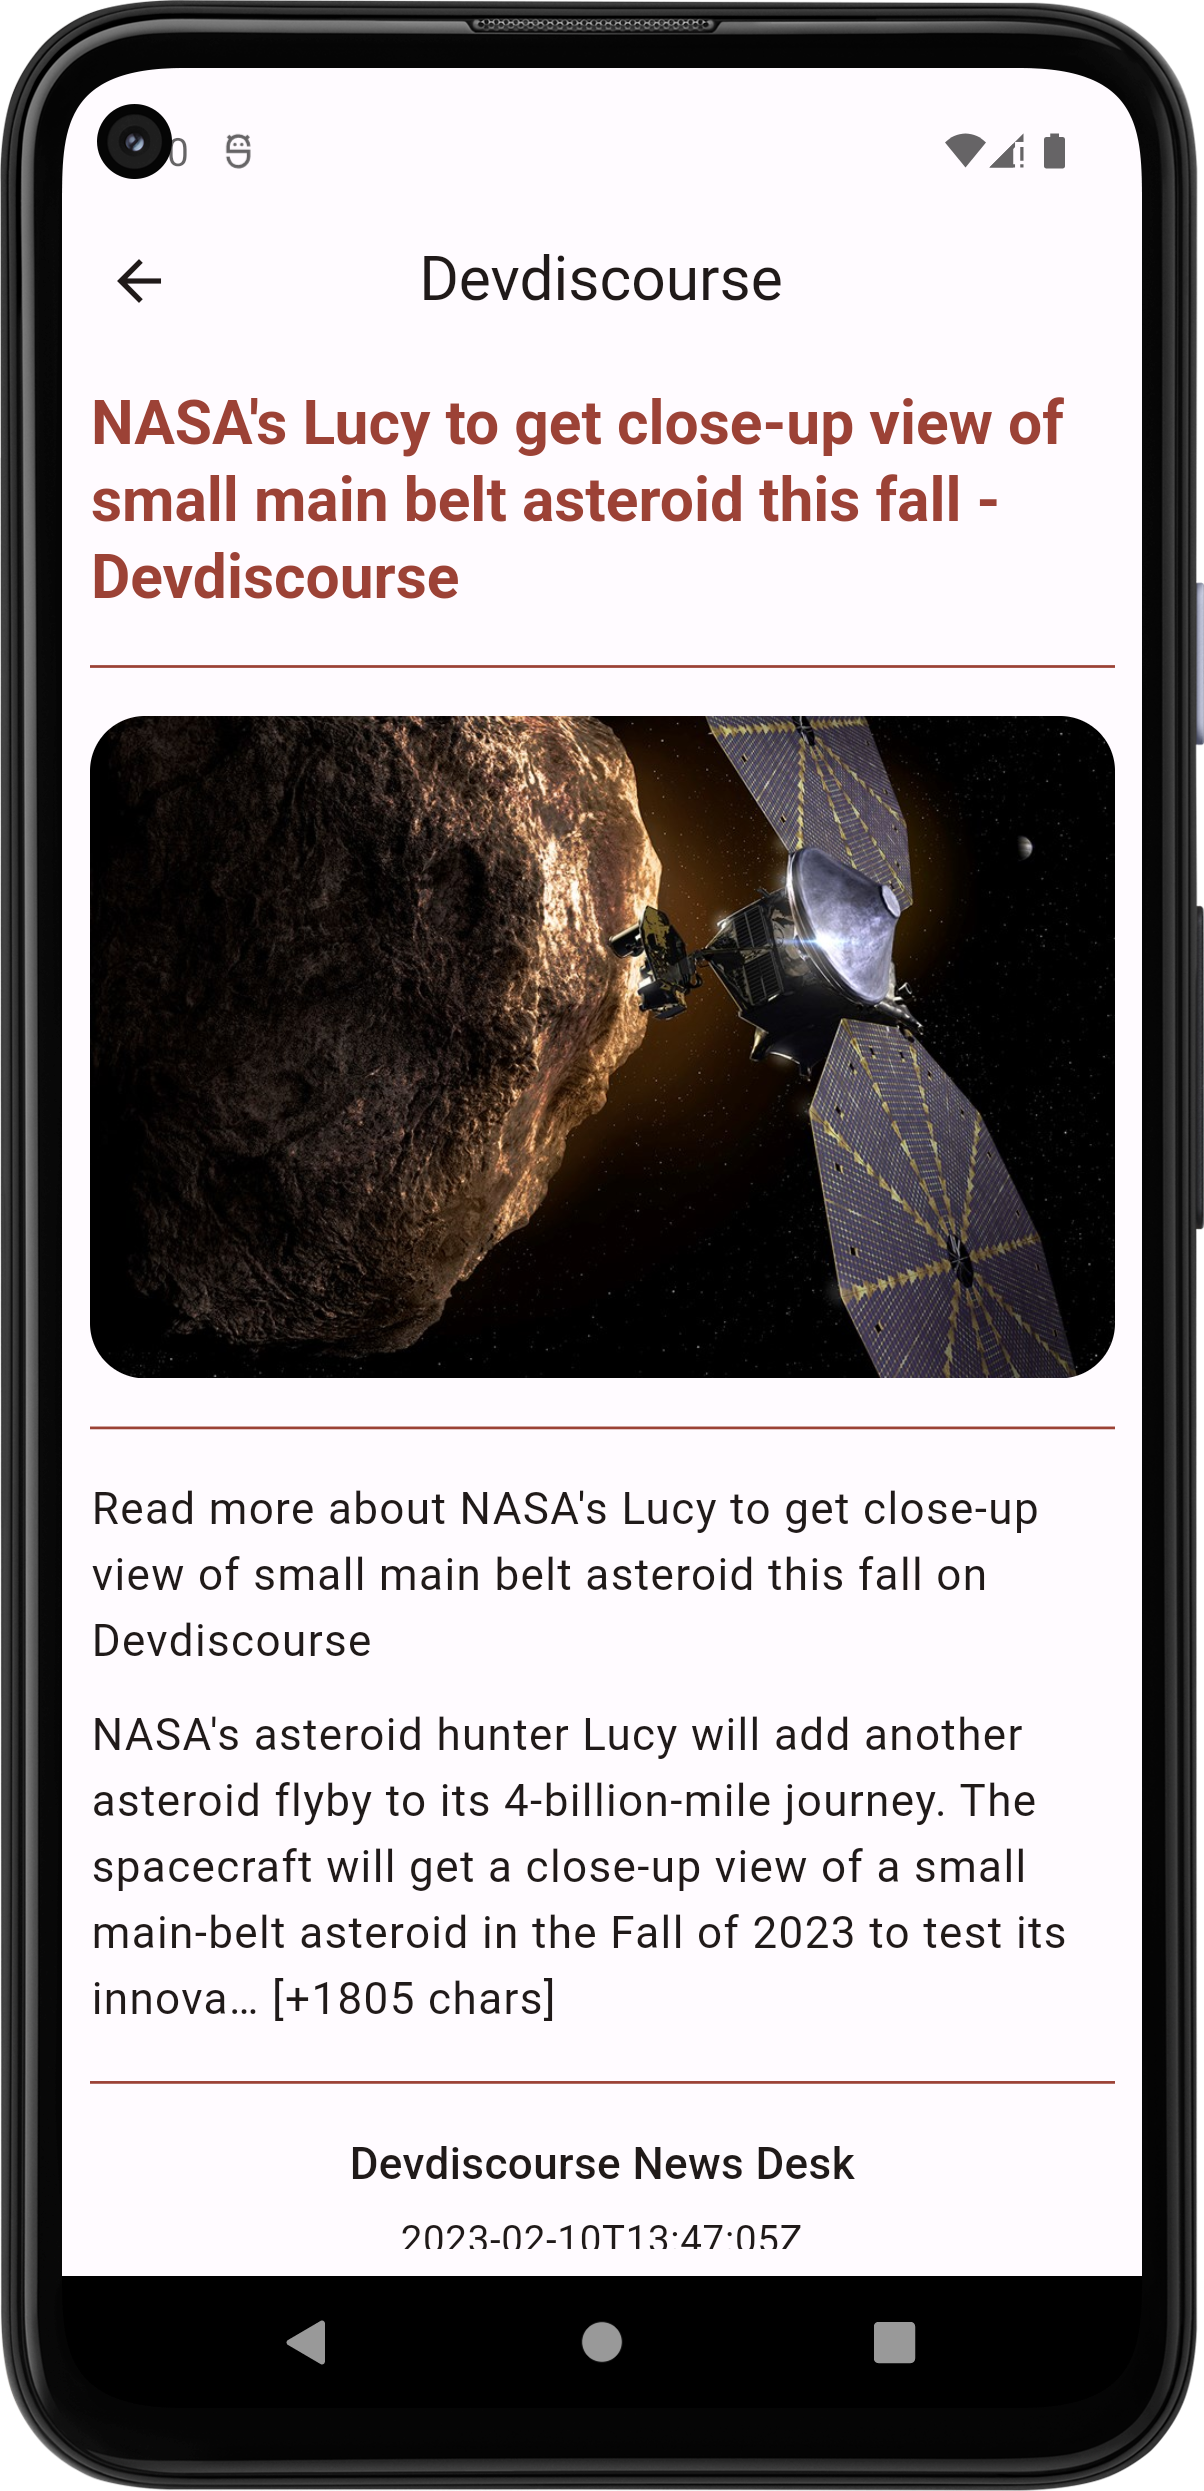 0
Devdiscourse
NASA's Lucy to get close-up view of
small main belt asteroid this fall -
Devdiscourse
Read more about NASA's Lucy to get close-up
view of small main belt asteroid this fall on
Devdiscourse
NASA's asteroid hunter Lucy will add another
asteroid flyby to its 4-billion-mile journey. The
spacecraft will get a close-up view of a small
main-belt asteroid in the Fall of 2023 to test its
innova… [+1805 chars]
Devdiscourse News Desk
2023-02-10T13:47:05Z